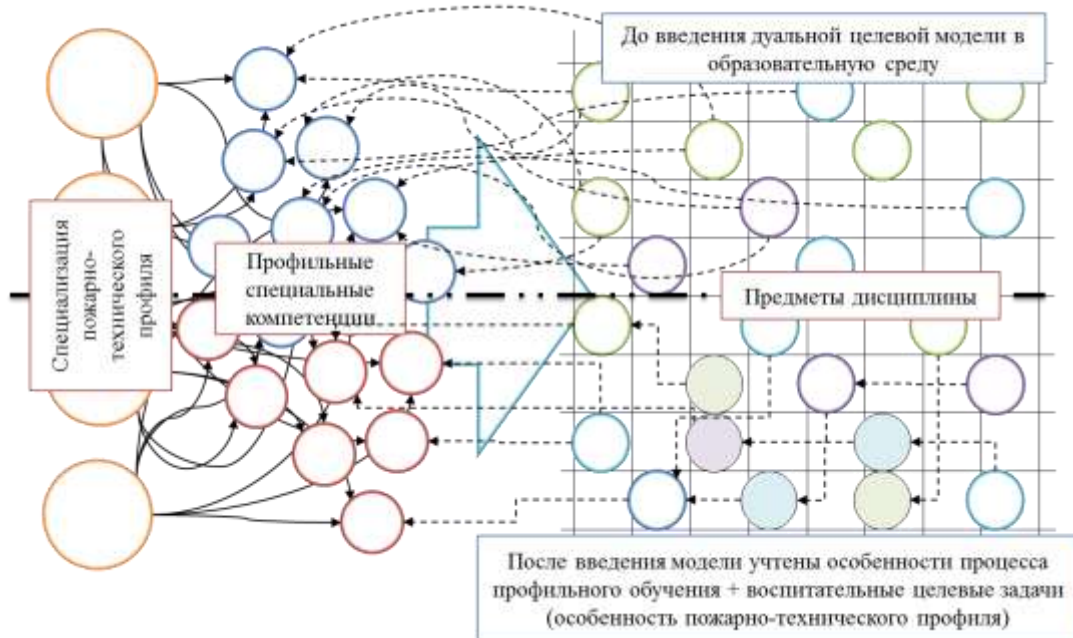 До введения дуальной целевой модели в
образовательную среду
Специализация
пожарно-
технического
профиля
Профильные
специальные
компетенции
Предметы дисциплины
После введения модели учтены особенности процесса
профильного обучения + воспитательные целевые задачи
(особенность пожарно-технического профиля)